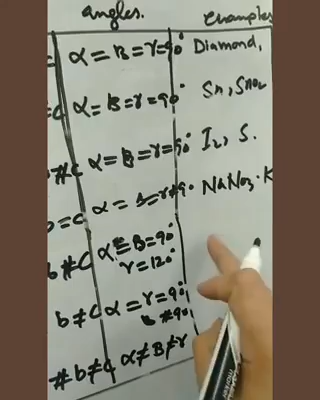 angles. Examples
= c α = B = γ = 90° Diamond,
= c α = B = γ = 90° Sn, SnO2
b ≠ c α = B = γ = 90° I2, S.
b = c α = B = γ ≠ 90° NaNo3. K
b ≠ c α = B = 90°
γ = 120°
b ≠ c α = γ = 90°
B ≠ 90
≠ b ≠ c α ≠ B ≠ γ